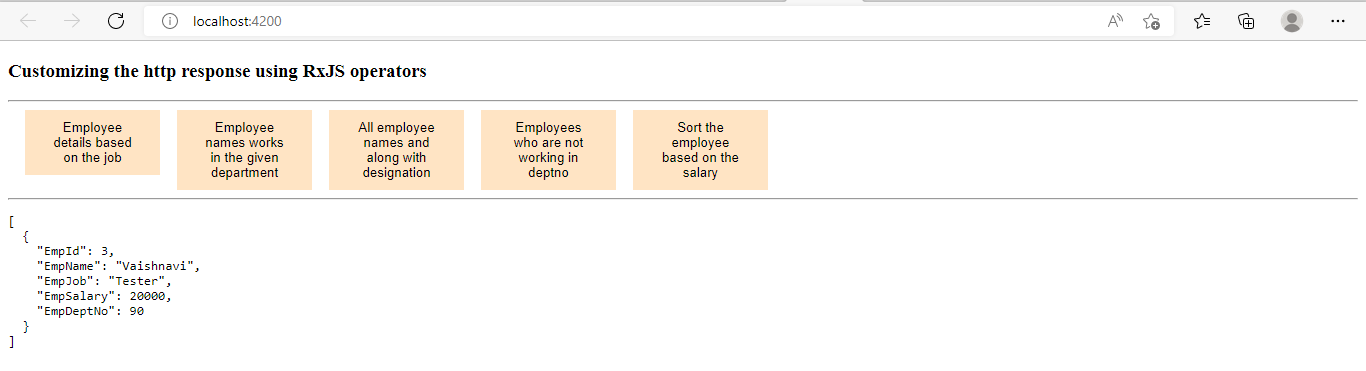 localhost:4200
Customizing the http response using RxJS operators
Employee
details based
on the job
Employee
names works
in the given
department
All employee
names and
along with
designation
Employees
who are not
working in
deptno
Sort the
employee
based on the
salary
[
{
"EmpId": 3,
"EmpName": "Vaishnavi",
"EmpJob": "Tester",
"EmpSalary": 20000,
"EmpDeptNo": 90
}
]